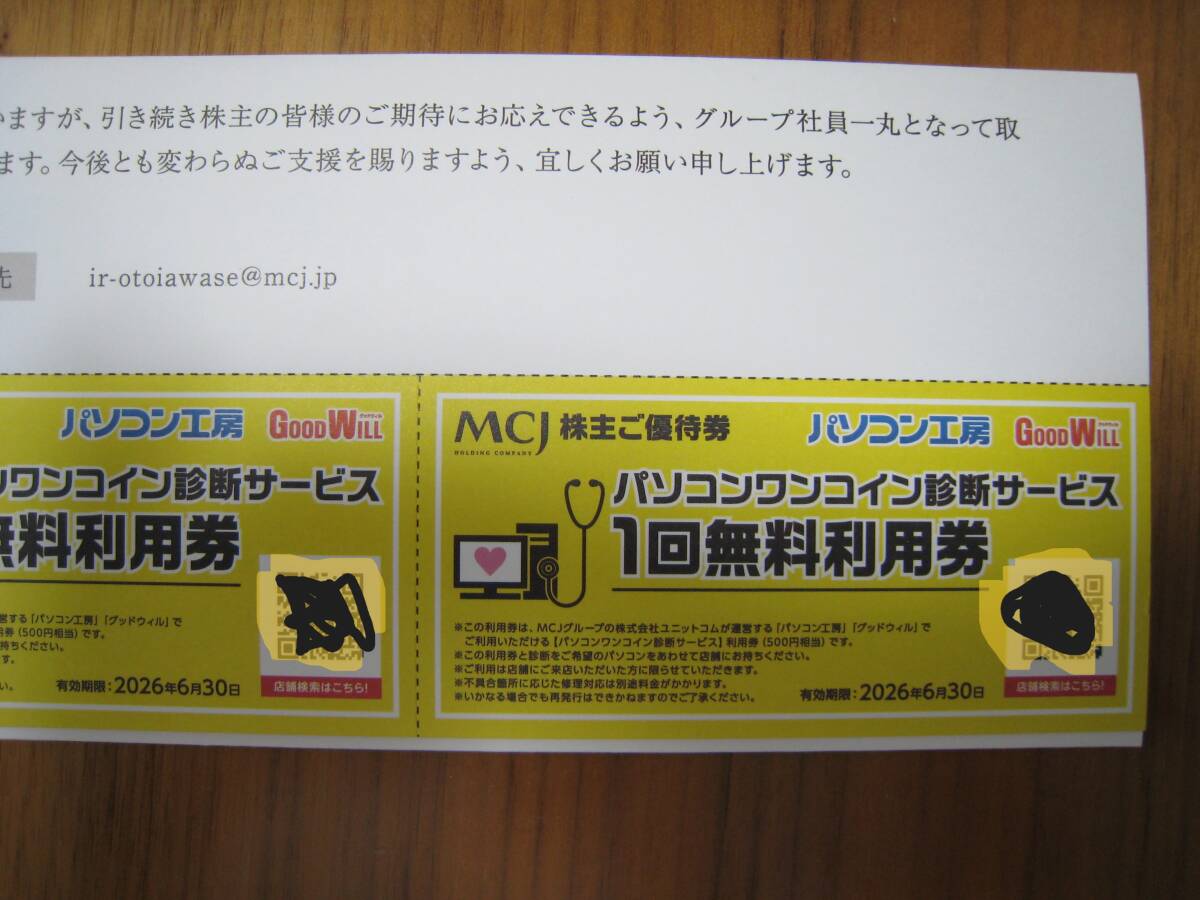 いますが、引き続き株主の皆様のご期待にお応えできるよう、グループ社員一丸となって取
ます。今後とも変わらぬご支援を賜りますよう、宜しくお願い申し上げます。
先
ir-otoiawase@mcj.jp
パソコン工房
グッドウィル
GOODWILL
ンワンコイン診断サービス
無料利用券
営する「パソコン工房」「グッドウィル」で
用券(500円相当)です。
持ちください。
す。
い。
有効期限:2026年6月30日
店舗検索はこちら!
MCJ
HOLDING COMPANY
株主ご優待券
パソコン工房
グッドウィル
GOODWILL
パソコンワンコイン診断サービス
1回無料利用券
※この利用券は、MCJグループの株式会社ユニットコムが運営する「パソコン工房」「グッドウィル」で
ご利用いただける【パソコンワンコイン診断サービス】利用券(500円相当)です。
※この利用券と診断をご希望のパソコンをあわせて店舗にお持ちください。
※ご利用は店舗にご来店いただいた方に限らせていただきます。
※不具合箇所に応じた修理対応は別途料金がかかります。
※いかなる場合でも再発行はできかねますのでご了承ください。
有効期限:2026年6月30日
店舗検索はこちら!